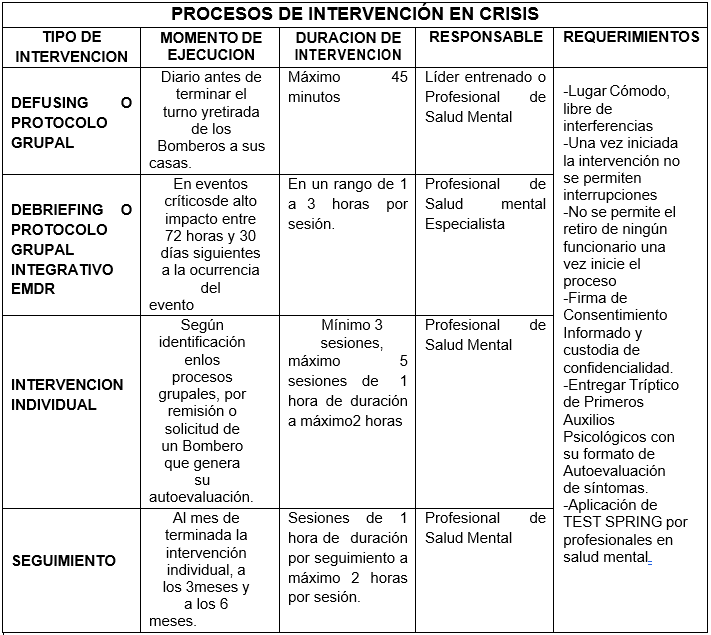 PROCESOS DE INTERVENCIÓN EN CRISIS
TIPO DE
INTERVENCION
MOMENTO DE
EJECUCION
DURACION DE
INTERVENCION
RESPONSABLE
REQUERIMIENTOS
DEFUSING O
PROTOCOLO
GRUPAL
Diario antes de
terminar el
turno yretirada
de los
Bomberos a sus
casas.
Máximo 45
minutos
Líder entrenado o
Profesional de
Salud Mental
DEBRIEFING O
PROTOCOLO
GRUPAL
INTEGRATIVO
EMDR
En eventos
críticosde alto
impacto entre
72 horas y 30
días siguientes
a la ocurrencia
del
evento
En un rango de 1
a 3 horas por
sesión.
Profesional de
Salud mental
Especialista
INTERVENCION
INDIVIDUAL
Según
identificación
enlos
procesos
grupales, por
remisión o
solicitud de
un Bombero
que genera
su
autoevaluación.
Mínimo 3
sesiones,
máximo 5
sesiones de 1
hora de duración
a máximo2 horas
Profesional de
Salud Mental
SEGUIMIENTO
Al mes de
terminada la
intervención
individual, a
los 3meses y
a los 6
meses.
Sesiones de 1
hora de duración
por seguimiento a
máximo 2 horas
por sesión.
Profesional de
Salud Mental
-Lugar Cómodo,
libre de
interferencias
-Una vez iniciada
la intervención no
se permiten
interrupciones
-No se permite el
retiro de ningún
funcionario una
vez inicie el
proceso
-Firma de
Consentimiento
Informado y
custodia de
confidencialidad.
-Entregar Tríptico
de Primeros
Auxilios
Psicológicos con
su formato de
Autoevaluación
de síntomas.
-Aplicación de
TEST SPRING por
profesionales en
salud mental.